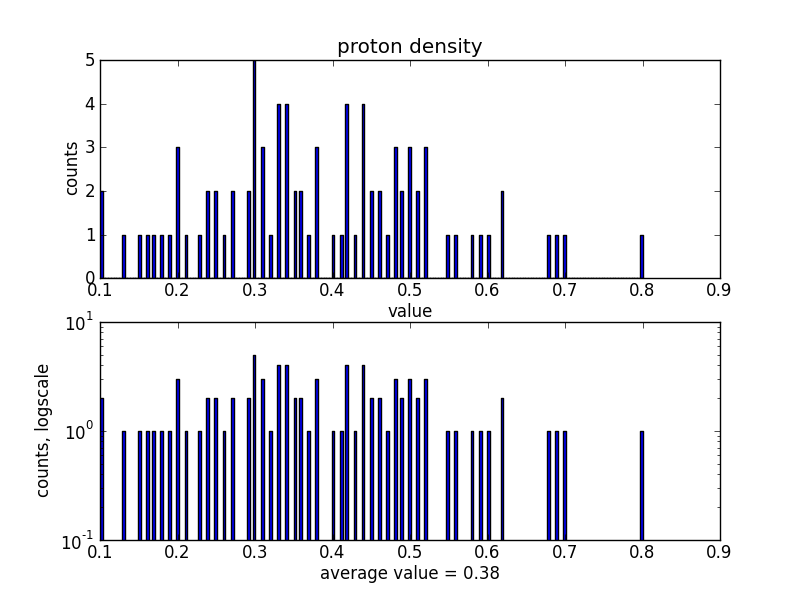 proton density
5
4
3
2
1
0
counts
0.1 0.2 0.3 0.4 0.5 0.6 0.7 0.8 0.9
value
10^1
10^0
10^-1
counts, logscale
0.1 0.2 0.3 0.4 0.5 0.6 0.7 0.8 0.9
average value = 0.38